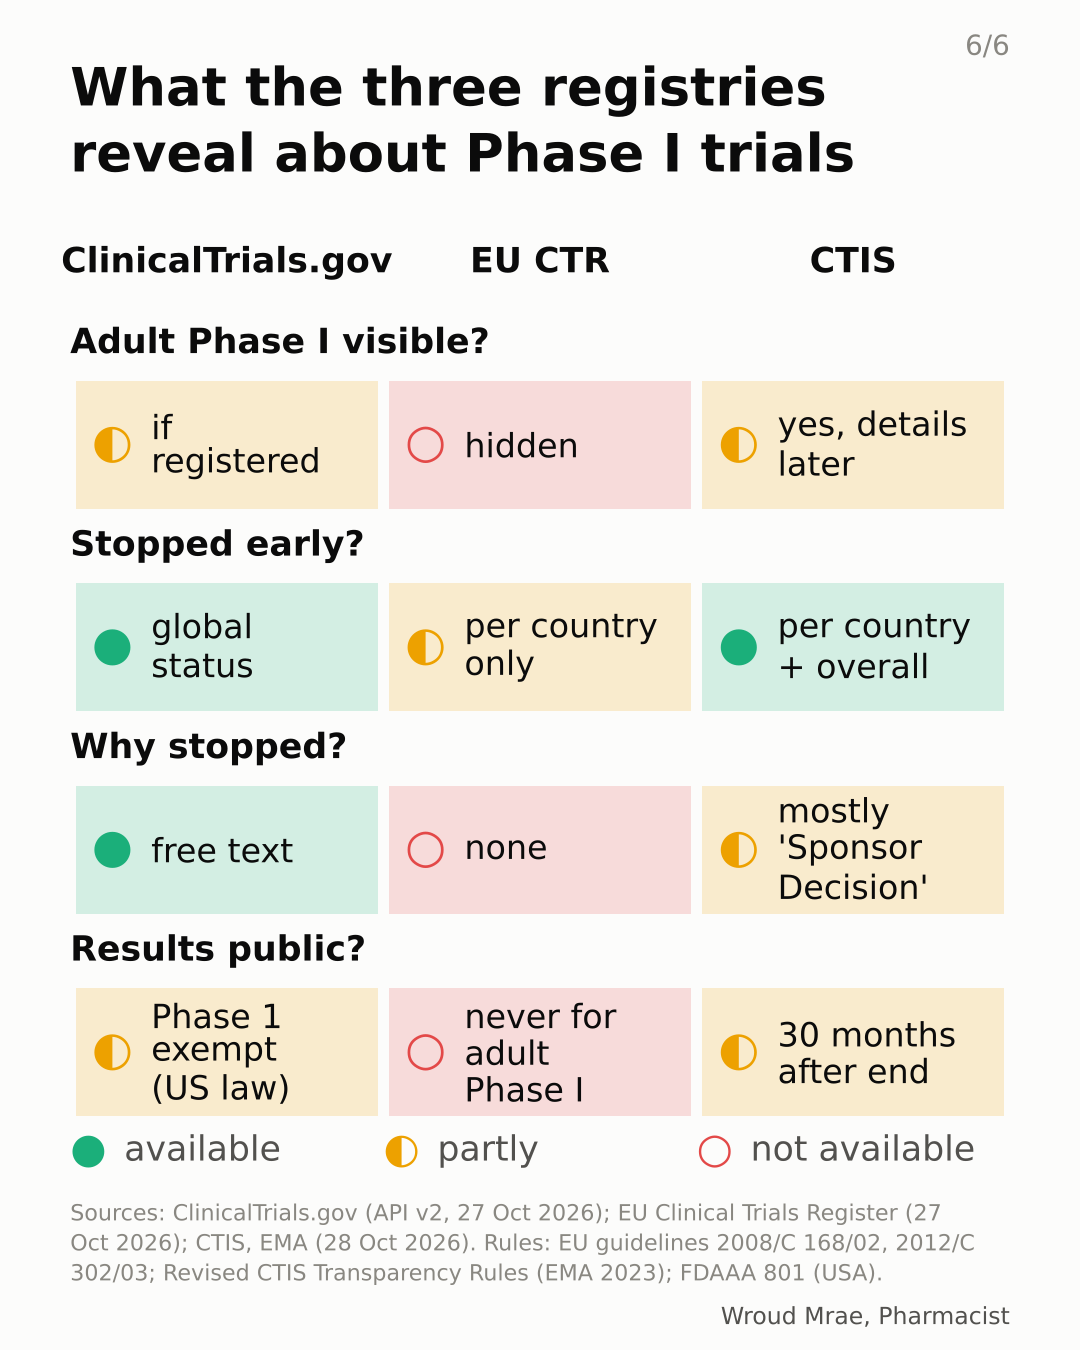 6/6
What the three registries
reveal about Phase I trials
ClinicalTrials.gov EU CTR CTIS
Adult Phase I visible?
if
registered
hidden
yes, details
later
Stopped early?
global
status
per country
only
per country
+ overall
Why stopped?
free text
none
mostly
'Sponsor
Decision'
Results public?
Phase 1
exempt
(US law)
never for
adult
Phase I
30 months
after end
available
partly
not available
Sources: ClinicalTrials.gov (API v2, 27 Oct 2026); EU Clinical Trials Register (27
Oct 2026); CTIS, EMA (28 Oct 2026). Rules: EU guidelines 2008/C 168/02, 2012/C
302/03; Revised CTIS Transparency Rules (EMA 2023); FDAAA 801 (USA).
Wroud Mrae, Pharmacist